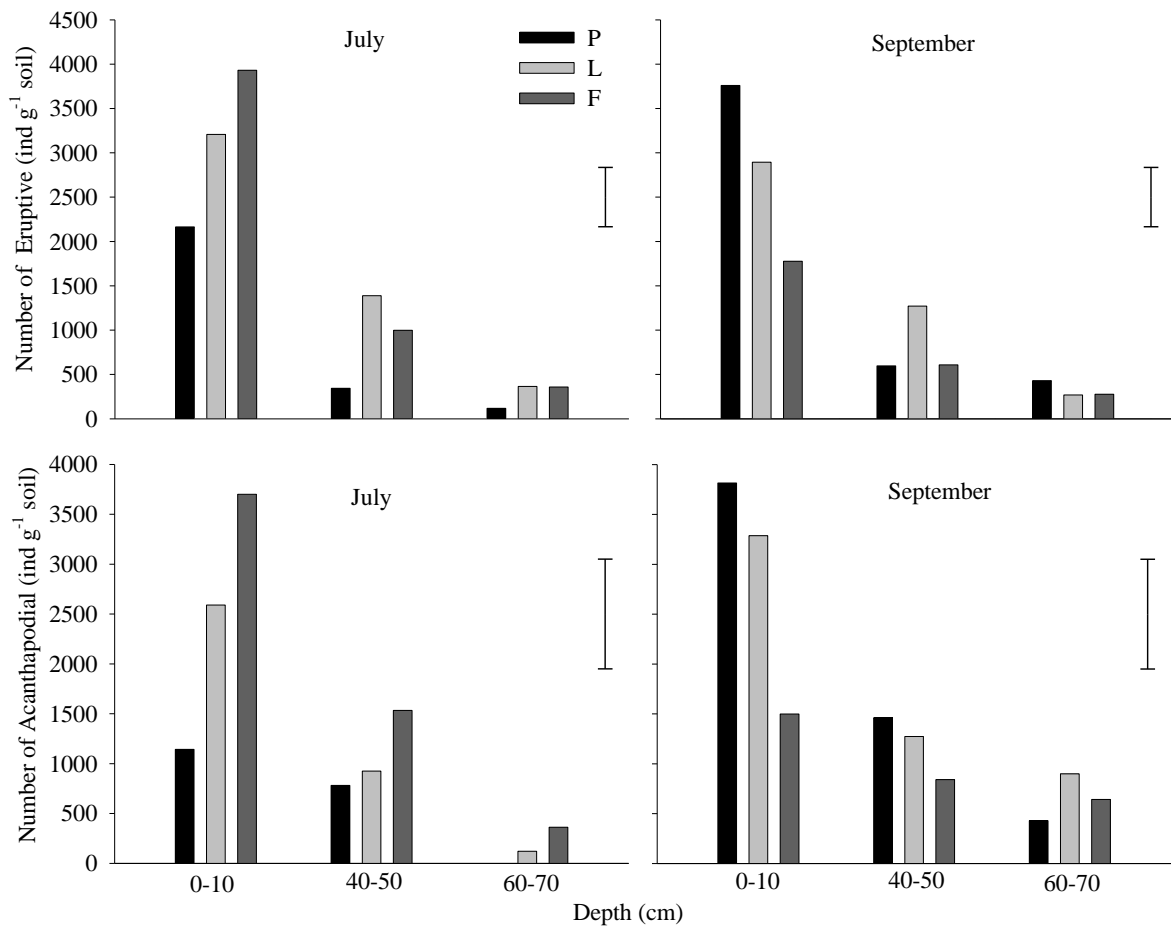 July
September
P
L
F
Number of Eruptive (ind g⁻¹ soil)
4500
4000
3500
3000
2500
2000
1500
1000
500
0
July
September
Number of Acanthapodial (ind g⁻¹ soil)
4000
3500
3000
2500
2000
1500
1000
500
0
0-10 40-50 60-70 0-10 40-50 60-70
Depth (cm)